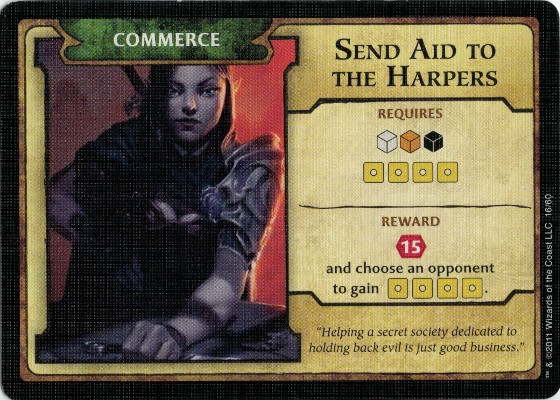 COMMERCE
SEND AID TO
THE HARPERS
REQUIRES
REWARD
15
and choose an opponent
to gain .
"Helping a secret society dedicated to
holding back evil is just good business."
™ & ©2011 Wizards of the Coast LLC 16/60